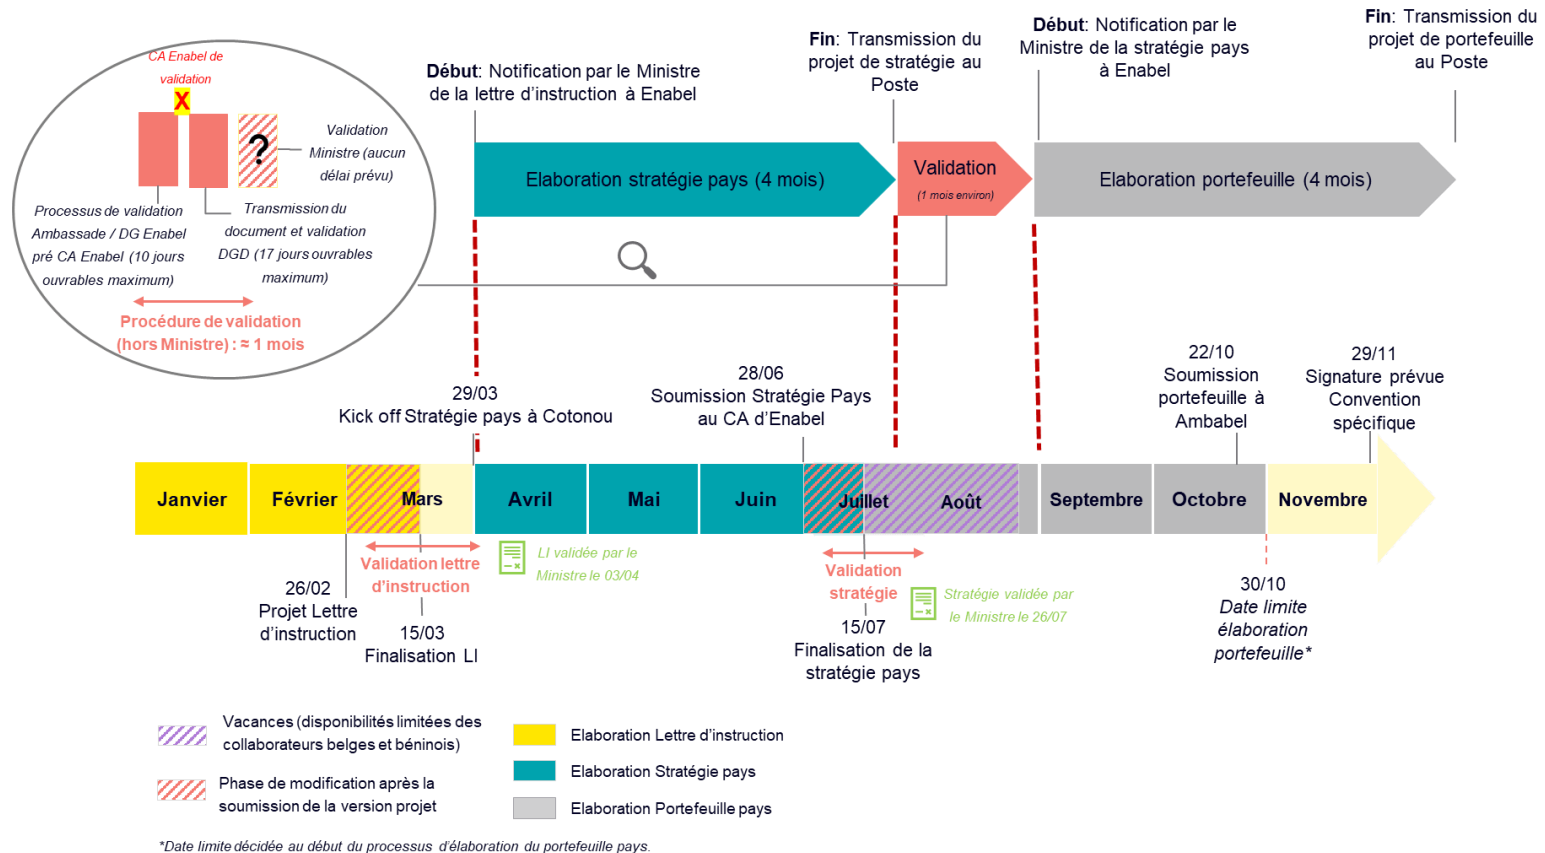 CA Enabel de
validation
X
?
Validation
Ministre (aucun
délai prévu)
Processus de validation
Ambassade / DG Enabel
pré CA Enabel (10 jours
ouvrables maximum)
Transmission du
document et validation
DGD (17 jours ouvrables
maximum)
Procédure de validation
(hors Ministre) : ≈ 1 mois
Début: Notification par le Ministre
de la lettre d’instruction à Enabel
Fin: Transmission du
projet de stratégie au
Poste
Début: Notification par le
Ministre de la stratégie pays
à Enabel
Fin: Transmission du
projet de portefeuille
au Poste
Elaboration stratégie pays (4 mois)
Validation
(1 mois environ)
Elaboration portefeuille (4 mois)
29/03
Kick off Stratégie pays à Cotonou
28/06
Soumission Stratégie Pays
au CA d’Enabel
22/10
Soumission
portefeuille à
Ambabel
29/11
Signature prévue
Convention
spécifique
Janvier
Février
Mars
Avril
Mai
Juin
Juillet
Août
Septembre
Octobre
Novembre
Validation lettre
d’instruction
LI validée par le
Ministre le 03/04
Validation
stratégie
Stratégie validée par
le Ministre le 26/07
26/02
Projet Lettre
d’instruction
15/03
Finalisation LI
15/07
Finalisation de la
stratégie pays
30/10
Date limite
élaboration
portefeuille*
Vacances (disponibilités limitées des
collaborateurs belges et béninois)
Phase de modification après la
soumission de la version projet
Elaboration Lettre d’instruction
Elaboration Stratégie pays
Elaboration Portefeuille pays
*Date limite décidée au début du processus d’élaboration du portefeuille pays.